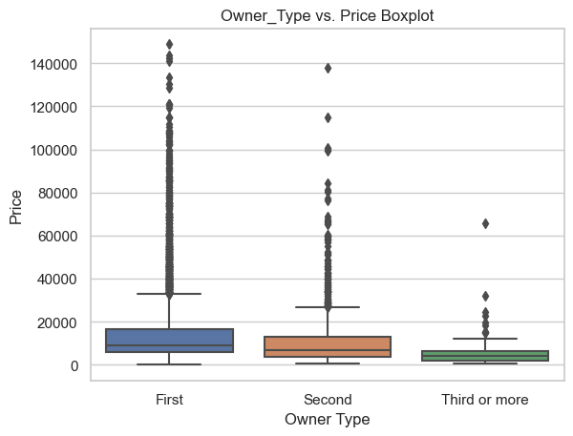 Owner_Type vs. Price Boxplot
140000
120000
100000
80000
60000
40000
20000
0
Price
First Second Third or more
Owner Type